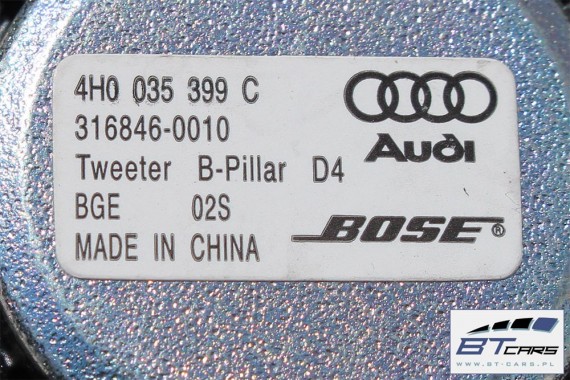 4H0 035 399 C
316846-0010
Tweeter B-Pillar D4
BGE 02S
MADE IN CHINA
Audi
BOSE®
BT CARS
WWW.BT-CARS.PL